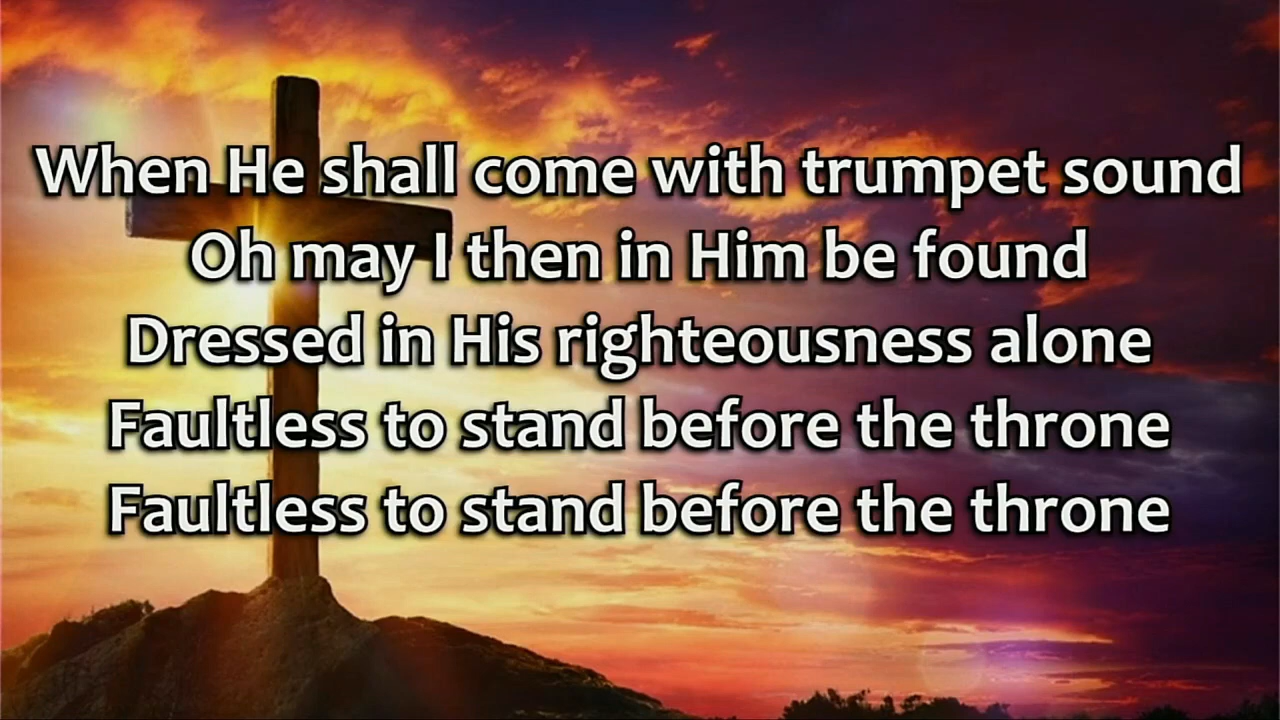 When He shall come with trumpet sound
Oh may I then in Him be found
Dressed in His righteousness alone
Faultless to stand before the throne
Faultless to stand before the throne